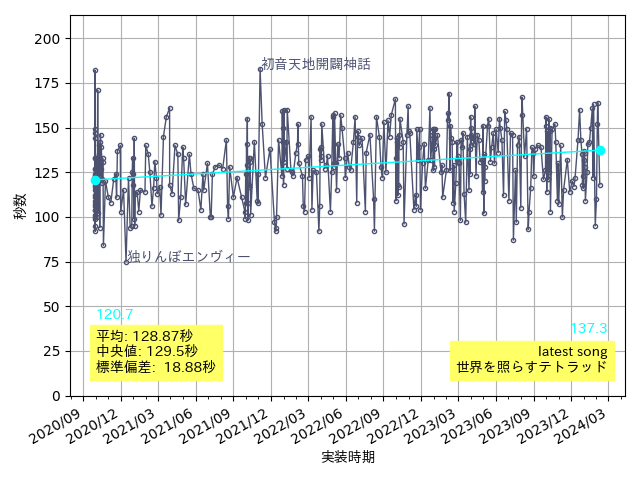 200
175
150
125
100
75
50
25
0
秒数
初音天地開闢神話
独りんぼエンヴィー
120.7
137.3
平均: 128.87秒
中央値: 129.5秒
標準偏差: 18.88秒
latest song
世界を照らすテトラッド
2020/09
2020/12
2021/03
2021/06
2021/09
2021/12
2022/03
2022/06
2022/09
2022/12
2023/03
2023/06
2023/09
2023/12
2024/03
実装時期